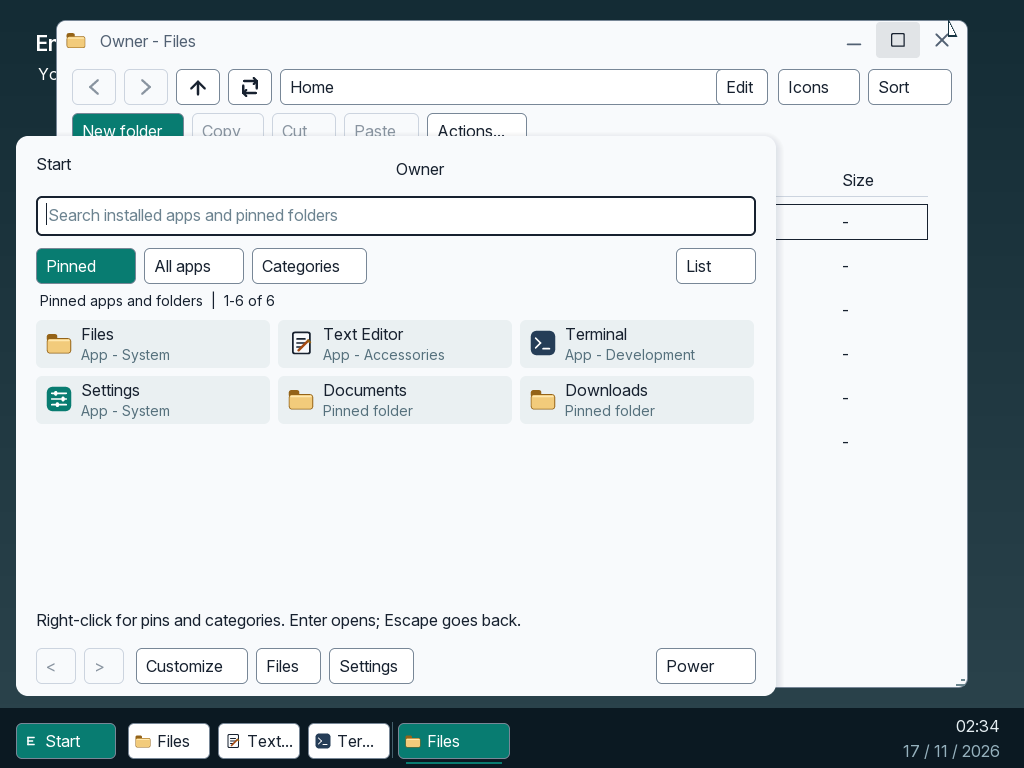 En
Yo
Owner - Files
Home
Edit
Icons
Sort
New folder
Copy
Cut
Paste
Actions...
Size
-
-
-
-
-
-
Start
Owner
Search installed apps and pinned folders
Pinned
All apps
Categories
List
Pinned apps and folders | 1-6 of 6
Files
App - System
Text Editor
App - Accessories
Terminal
App - Development
Settings
App - System
Documents
Pinned folder
Downloads
Pinned folder
Right-click for pins and categories. Enter opens; Escape goes back.
<
>
Customize
Files
Settings
Power
E Start
Files
Text...
Ter...
Files
02:34
17 / 11 / 2026